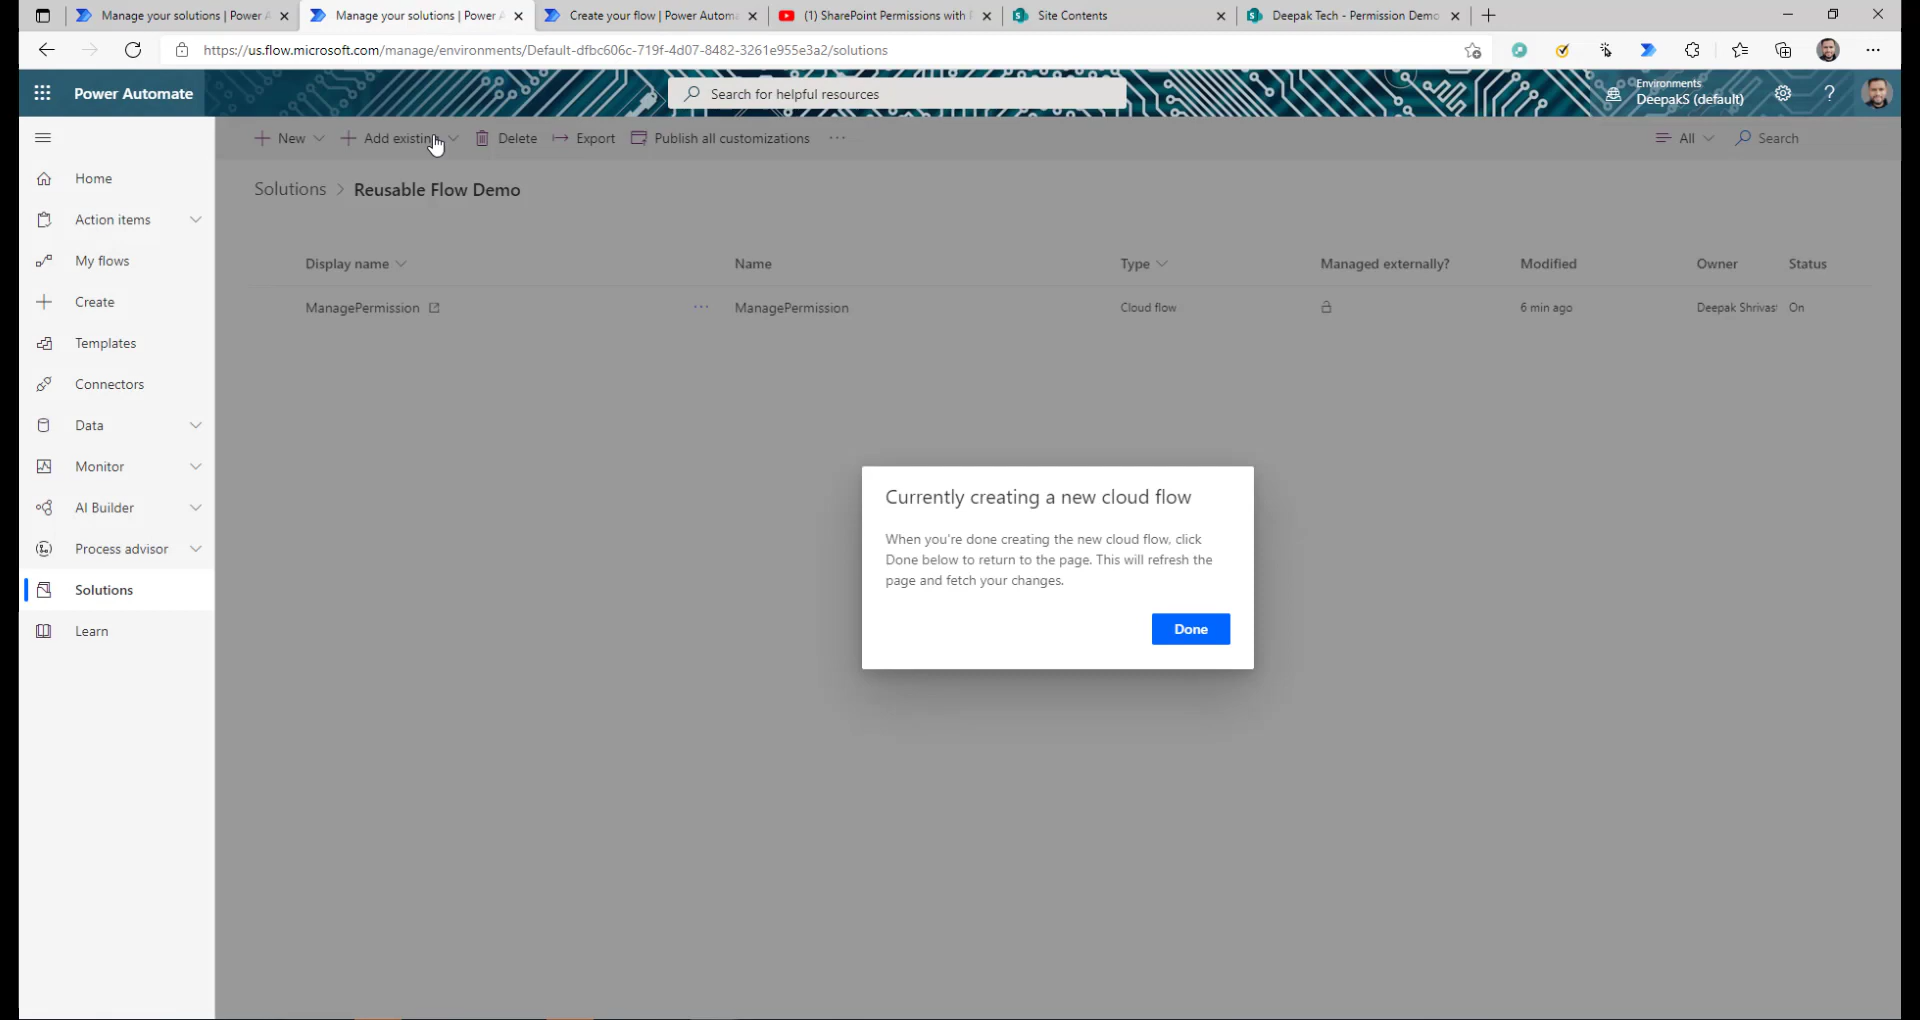 Manage your solutions | Power A
Manage your solutions | Power A
Create your flow | Power Automa
(1) SharePoint Permissions with P
Site Contents
Deepak Tech - Permission Demo
https://us.flow.microsoft.com/manage/environments/Default-dfbc606c-719f-4d07-8482-3261e955e3a2/solutions
Power Automate
Search for helpful resources
Environments
DeepakS (default)
New
Add existing
Delete
Export
Publish all customizations
All
Search
Home
Action items
My flows
Create
Templates
Connectors
Data
Monitor
AI Builder
Process advisor
Solutions
Learn
Solutions > Reusable Flow Demo
Display name Name Type Managed externally? Modified Owner Status
ManagePermission ManagePermission Cloud flow 6 min ago Deepak Shrivas On
Currently creating a new cloud flow
When you're done creating the new cloud flow, click
Done below to return to the page. This will refresh the
page and fetch your changes.
Done